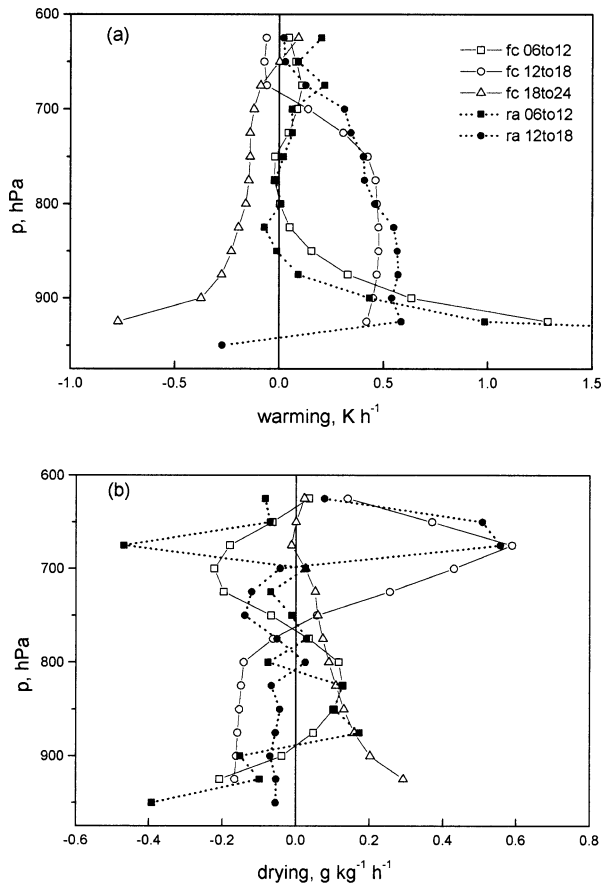 (a)
fc 06to12
fc 12to18
fc 18to24
ra 06to12
ra 12to18
600
700
800
900
p, hPa
-1.0 -0.5 0.0 0.5 1.0 1.5
warming, K h⁻¹
(b)
600
700
800
900
p, hPa
-0.6 -0.4 -0.2 0.0 0.2 0.4 0.6 0.8
drying, g kg⁻¹ h⁻¹